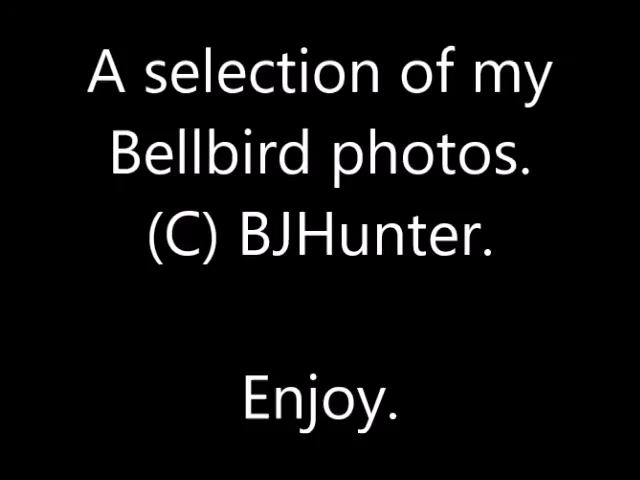 A selection of my
Bellbird photos.
(C) BJHunter.
Enjoy.